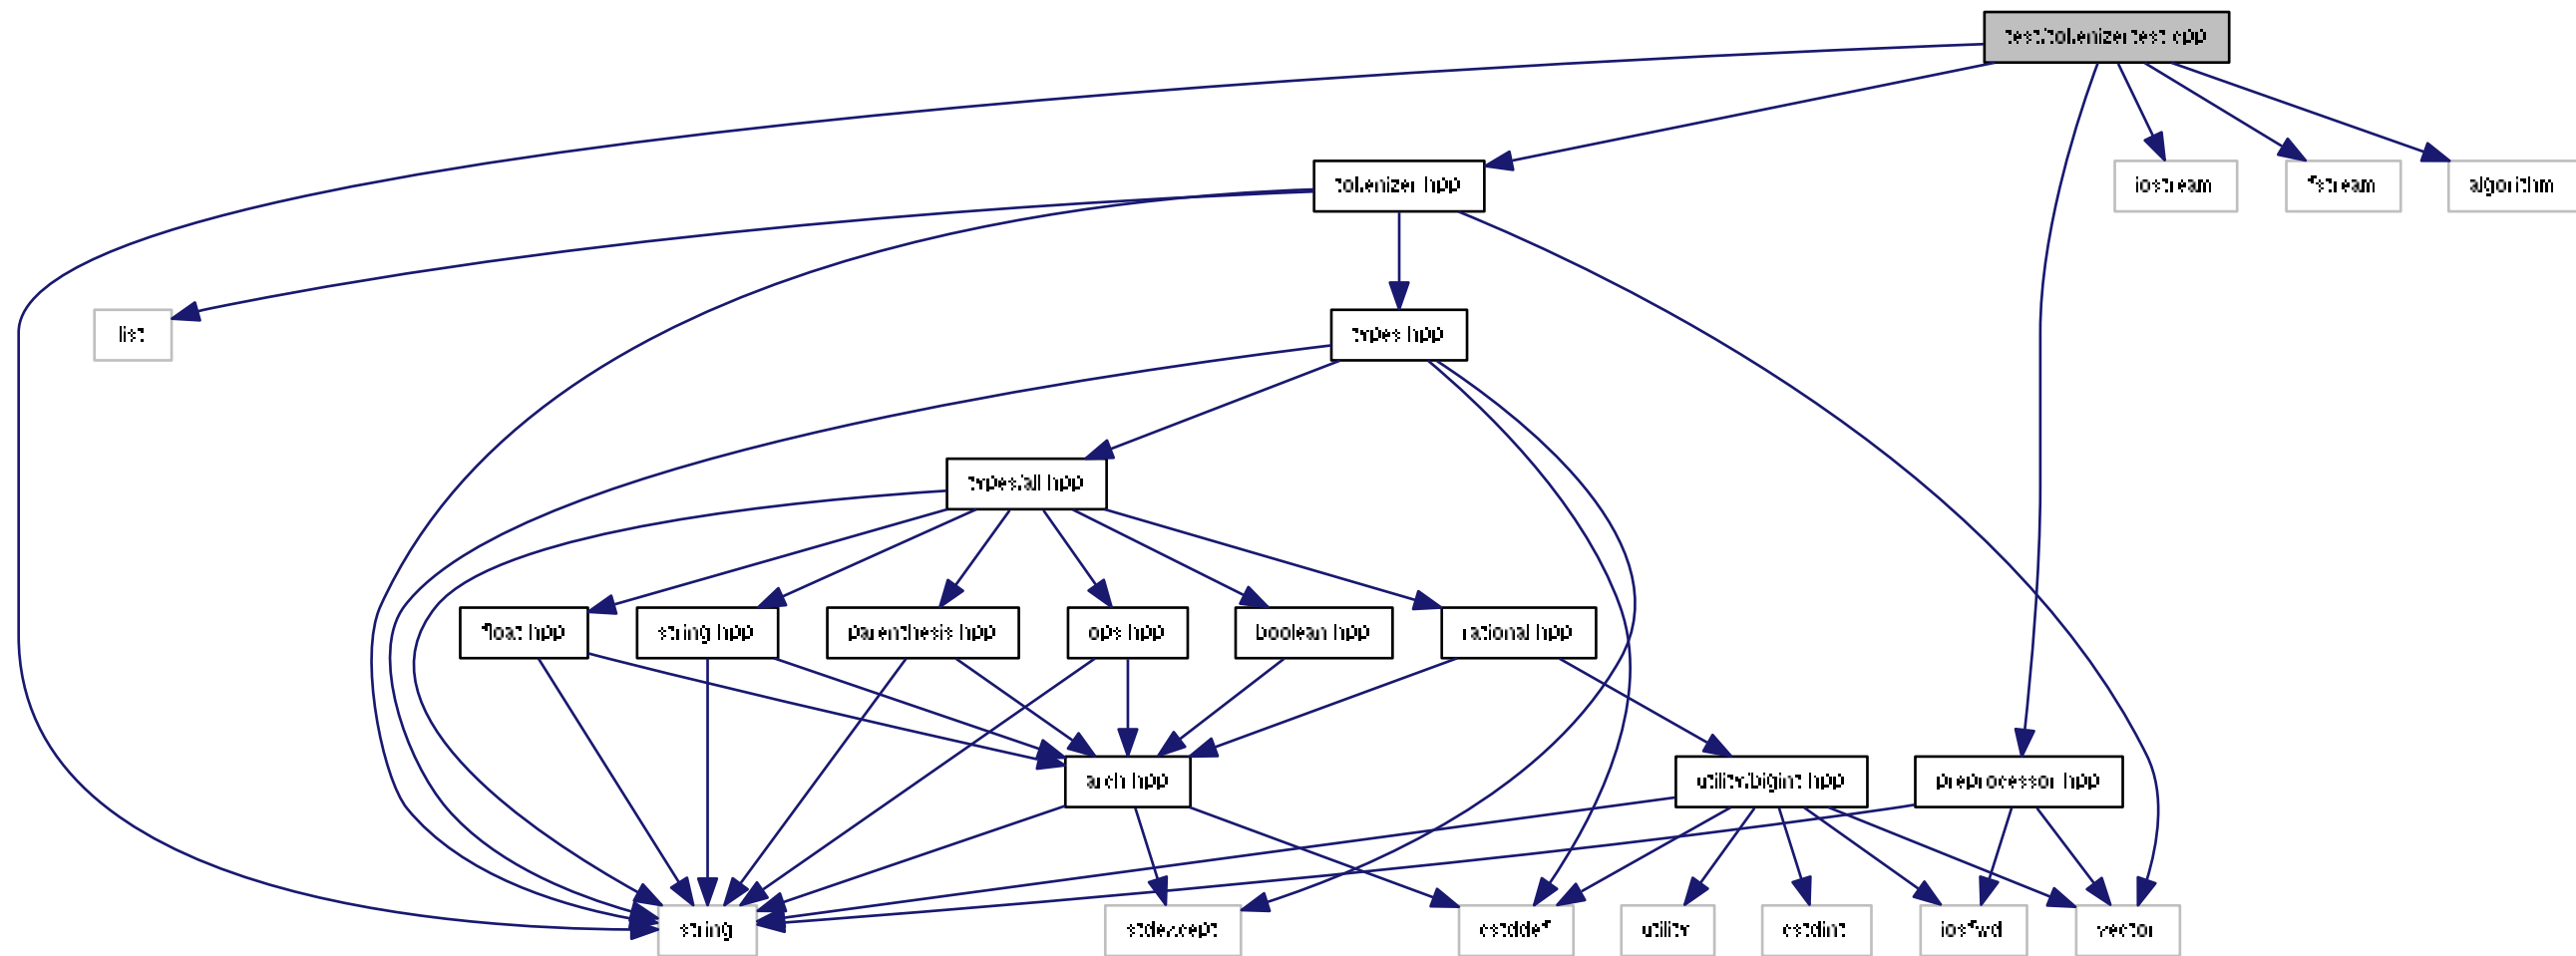 test/tokenizertest.cpp
tokenizer.hpp
iostream
fstream
algorithm
list
types.hpp
types/all.hpp
float.hpp
string.hpp
parenthesis.hpp
ops.hpp
boolean.hpp
rational.hpp
arch.hpp
utility/bigint.hpp
preprocessor.hpp
string
stdexcept
cstddef
utility
cstdint
iosfwd
vector